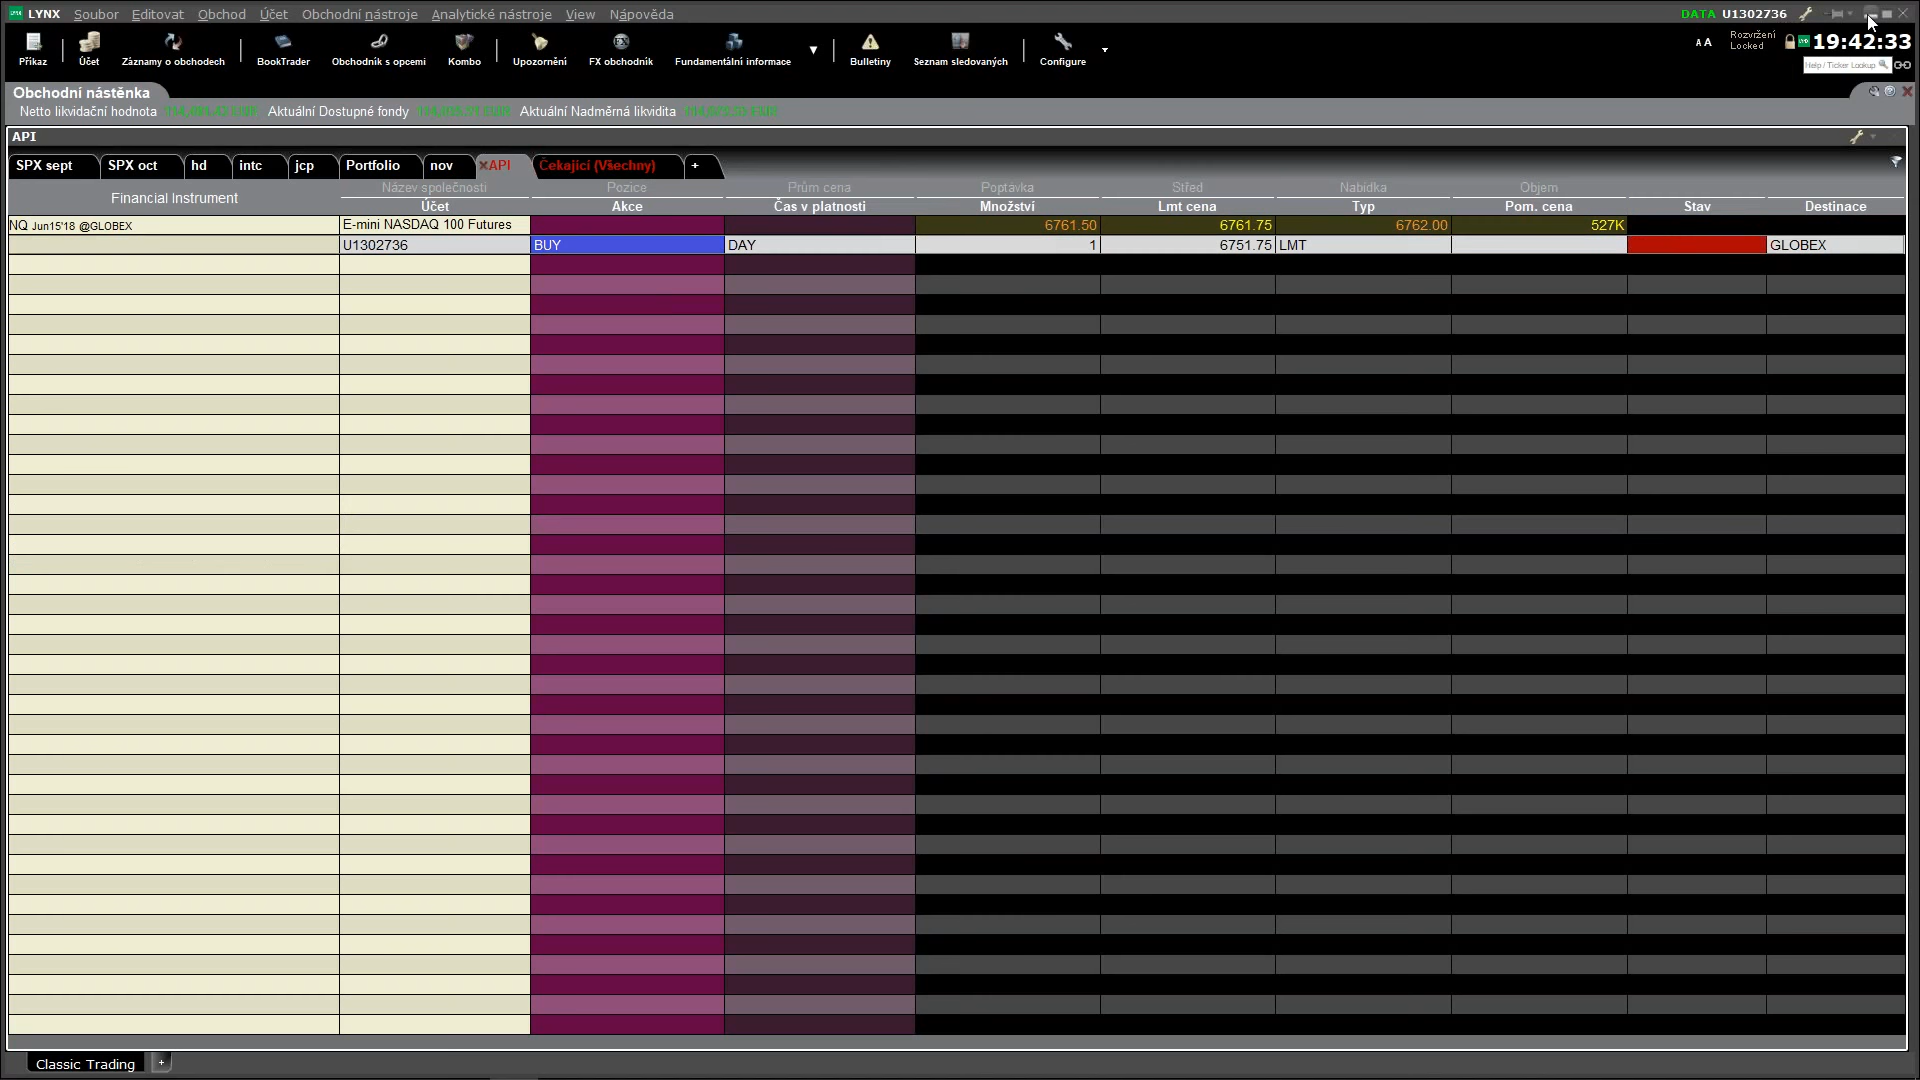 LYNX Soubor Editovat Obchod Účet Obchodní nástroje Analytické nástroje View Nápověda DATA U1302736
Příkaz Účet Záznamy o obchodech BookTrader Obchodník s opcemi Kombo Upozornění FX obchodník Fundamentální informace Bulletiny Seznam sledovaných Configure
A A Rozvržení Locked 19:42:33
Help / Ticker Lookup
Obchodní nástěnka
Netto likvidační hodnota Aktuální Dostupné fondy Aktuální Nadměrná likvidita
API
SPX sept SPX oct hd intc jcp Portfolio nov API Čekající (Všechny) +
Financial Instrument
Název společnosti Pozice Prům cena Poptávka Střed Nabídka Objem
Účet Akce Čas v platnosti Množství Lmt cena Typ Pom. cena Stav Destinace
NQ Jun15'18 @GLOBEX E-mini NASDAQ 100 Futures 6761.50 6761.75 6762.00 527K
U1302736 BUY DAY 1 6751.75 LMT GLOBEX
Classic Trading +